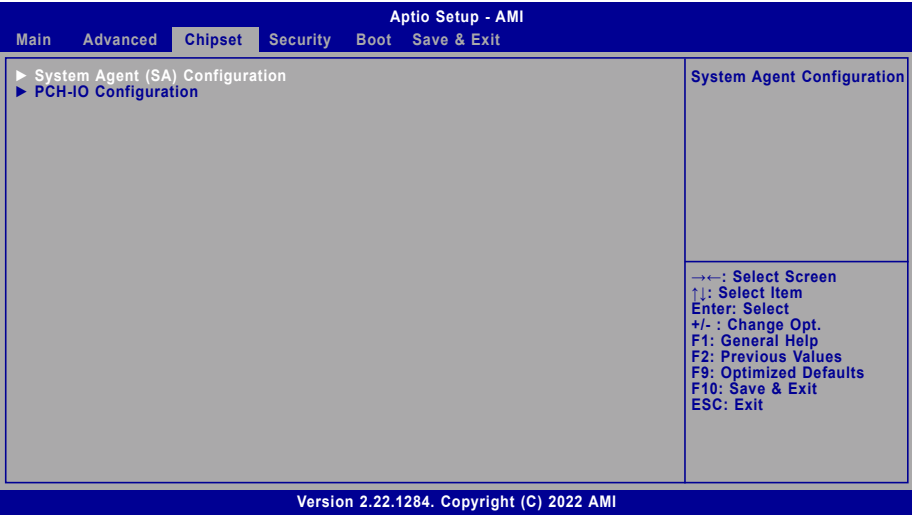 Aptio Setup - AMI
Main Advanced Chipset Security Boot Save & Exit
► System Agent (SA) Configuration
► PCH-IO Configuration
System Agent Configuration
→←: Select Screen
↑↓: Select Item
Enter: Select
+/- : Change Opt.
F1: General Help
F2: Previous Values
F9: Optimized Defaults
F10: Save & Exit
ESC: Exit
Version 2.22.1284. Copyright (C) 2022 AMI